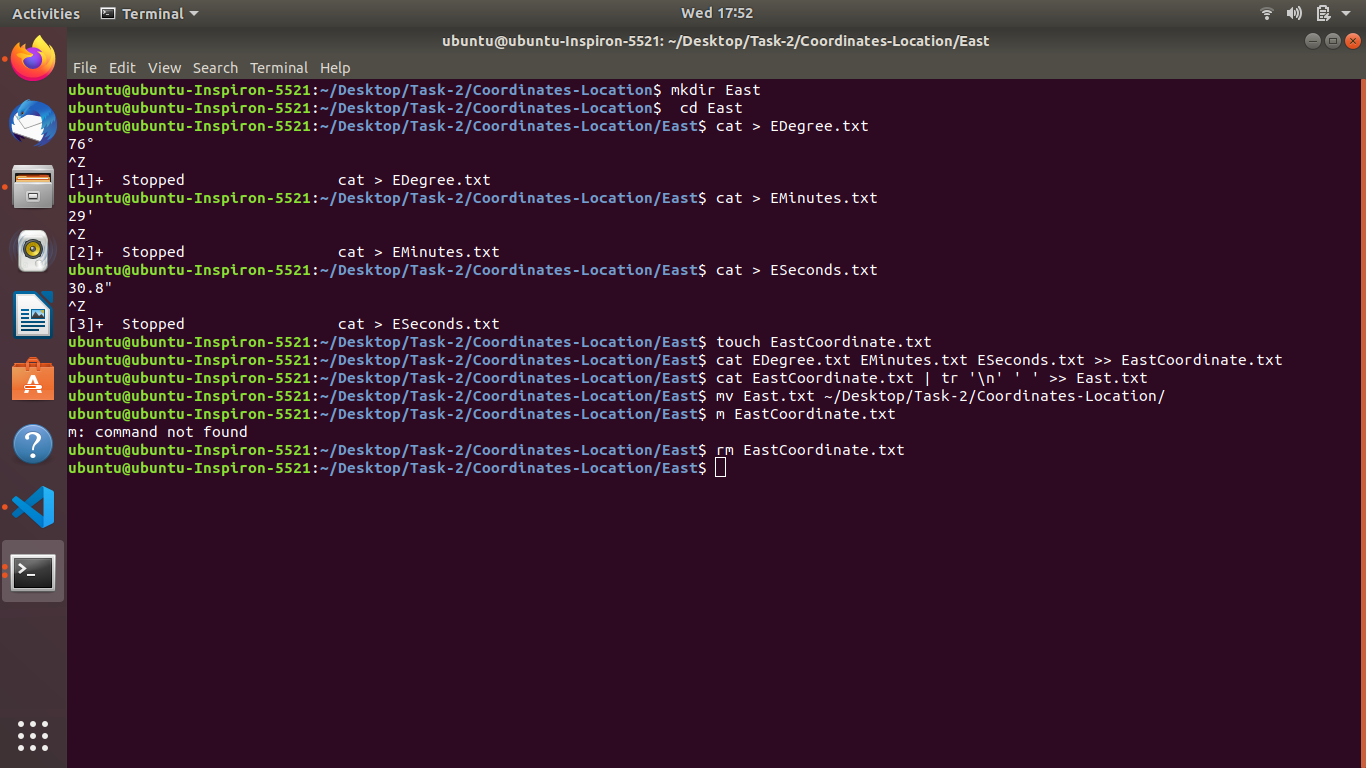 Activities Terminal Wed 17:52
ubuntu@ubuntu-Inspiron-5521: ~/Desktop/Task-2/Coordinates-Location/East
File Edit View Search Terminal Help
ubuntu@ubuntu-Inspiron-5521:~/Desktop/Task-2/Coordinates-Location$ mkdir East
ubuntu@ubuntu-Inspiron-5521:~/Desktop/Task-2/Coordinates-Location$  cd East
ubuntu@ubuntu-Inspiron-5521:~/Desktop/Task-2/Coordinates-Location/East$ cat > EDegree.txt
76°
^Z
[1]+  Stopped                 cat > EDegree.txt
ubuntu@ubuntu-Inspiron-5521:~/Desktop/Task-2/Coordinates-Location/East$ cat > EMinutes.txt
29'
^Z
[2]+  Stopped                 cat > EMinutes.txt
ubuntu@ubuntu-Inspiron-5521:~/Desktop/Task-2/Coordinates-Location/East$ cat > ESeconds.txt
30.8"
^Z
[3]+  Stopped                 cat > ESeconds.txt
ubuntu@ubuntu-Inspiron-5521:~/Desktop/Task-2/Coordinates-Location/East$ touch EastCoordinate.txt
ubuntu@ubuntu-Inspiron-5521:~/Desktop/Task-2/Coordinates-Location/East$ cat EDegree.txt EMinutes.txt ESeconds.txt >> EastCoordinate.txt
ubuntu@ubuntu-Inspiron-5521:~/Desktop/Task-2/Coordinates-Location/East$ cat EastCoordinate.txt | tr '\n' ' ' >> East.txt
ubuntu@ubuntu-Inspiron-5521:~/Desktop/Task-2/Coordinates-Location/East$ mv East.txt ~/Desktop/Task-2/Coordinates-Location/
ubuntu@ubuntu-Inspiron-5521:~/Desktop/Task-2/Coordinates-Location/East$ m EastCoordinate.txt
m: command not found
ubuntu@ubuntu-Inspiron-5521:~/Desktop/Task-2/Coordinates-Location/East$ rm EastCoordinate.txt
ubuntu@ubuntu-Inspiron-5521:~/Desktop/Task-2/Coordinates-Location/East$